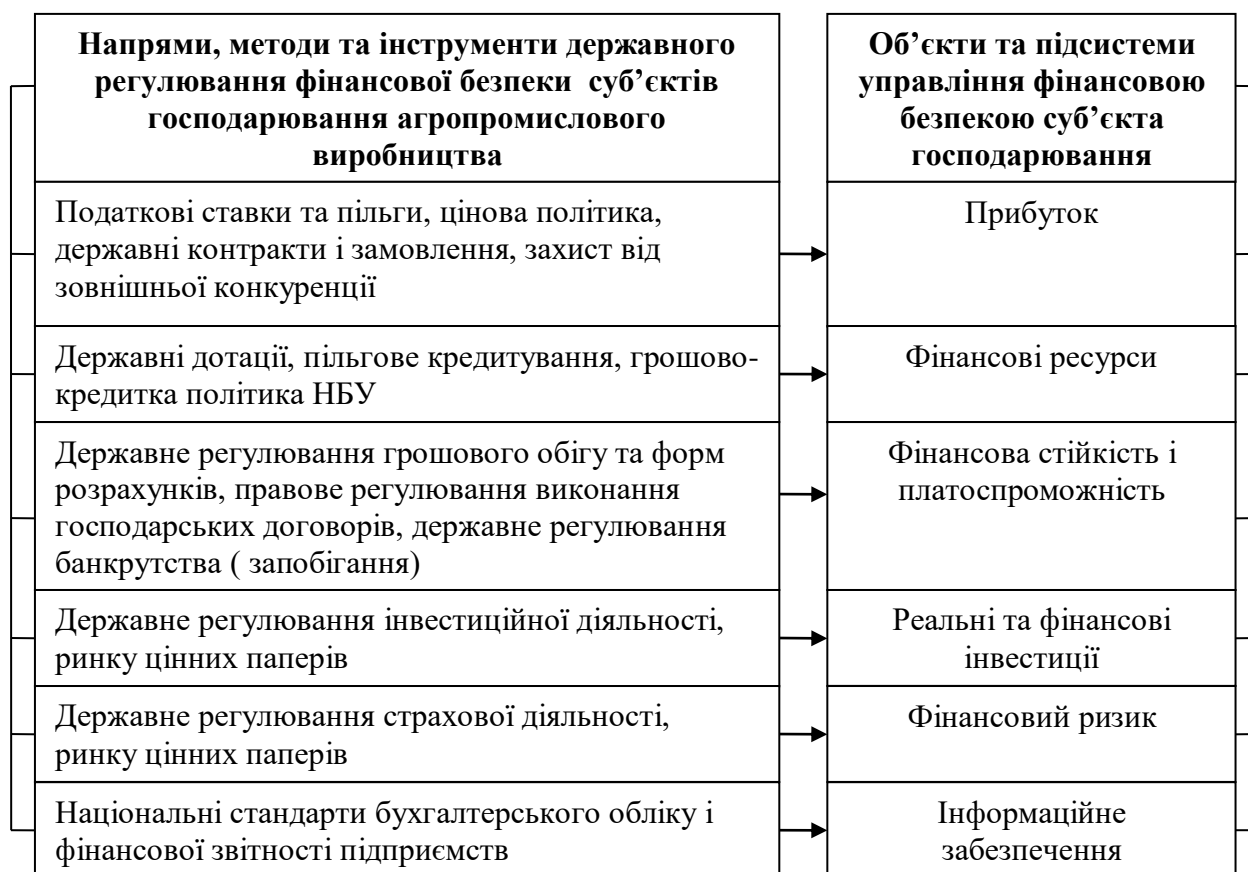 Напрями, методи та інструменти державного
регулювання фінансової безпеки суб’єктів
господарювання агропромислового
виробництва
Об’єкти та підсистеми
управління фінансовою
безпекою суб’єкта
господарювання
Податкові ставки та пільги, цінова політика,
державні контракти і замовлення, захист від
зовнішньої конкуренції
Прибуток
Державні дотації, пільгове кредитування, грошово-
кредитка політика НБУ
Фінансові ресурси
Державне регулювання грошового обігу та форм
розрахунків, правове регулювання виконання
господарських договорів, державне регулювання
банкрутства ( запобігання)
Фінансова стійкість і
платоспроможність
Державне регулювання інвестиційної діяльності,
ринку цінних паперів
Реальні та фінансові
інвестиції
Державне регулювання страхової діяльності,
ринку цінних паперів
Фінансовий ризик
Національні стандарти бухгалтерського обліку і
фінансової звітності підприємств
Інформаційне
забезпечення